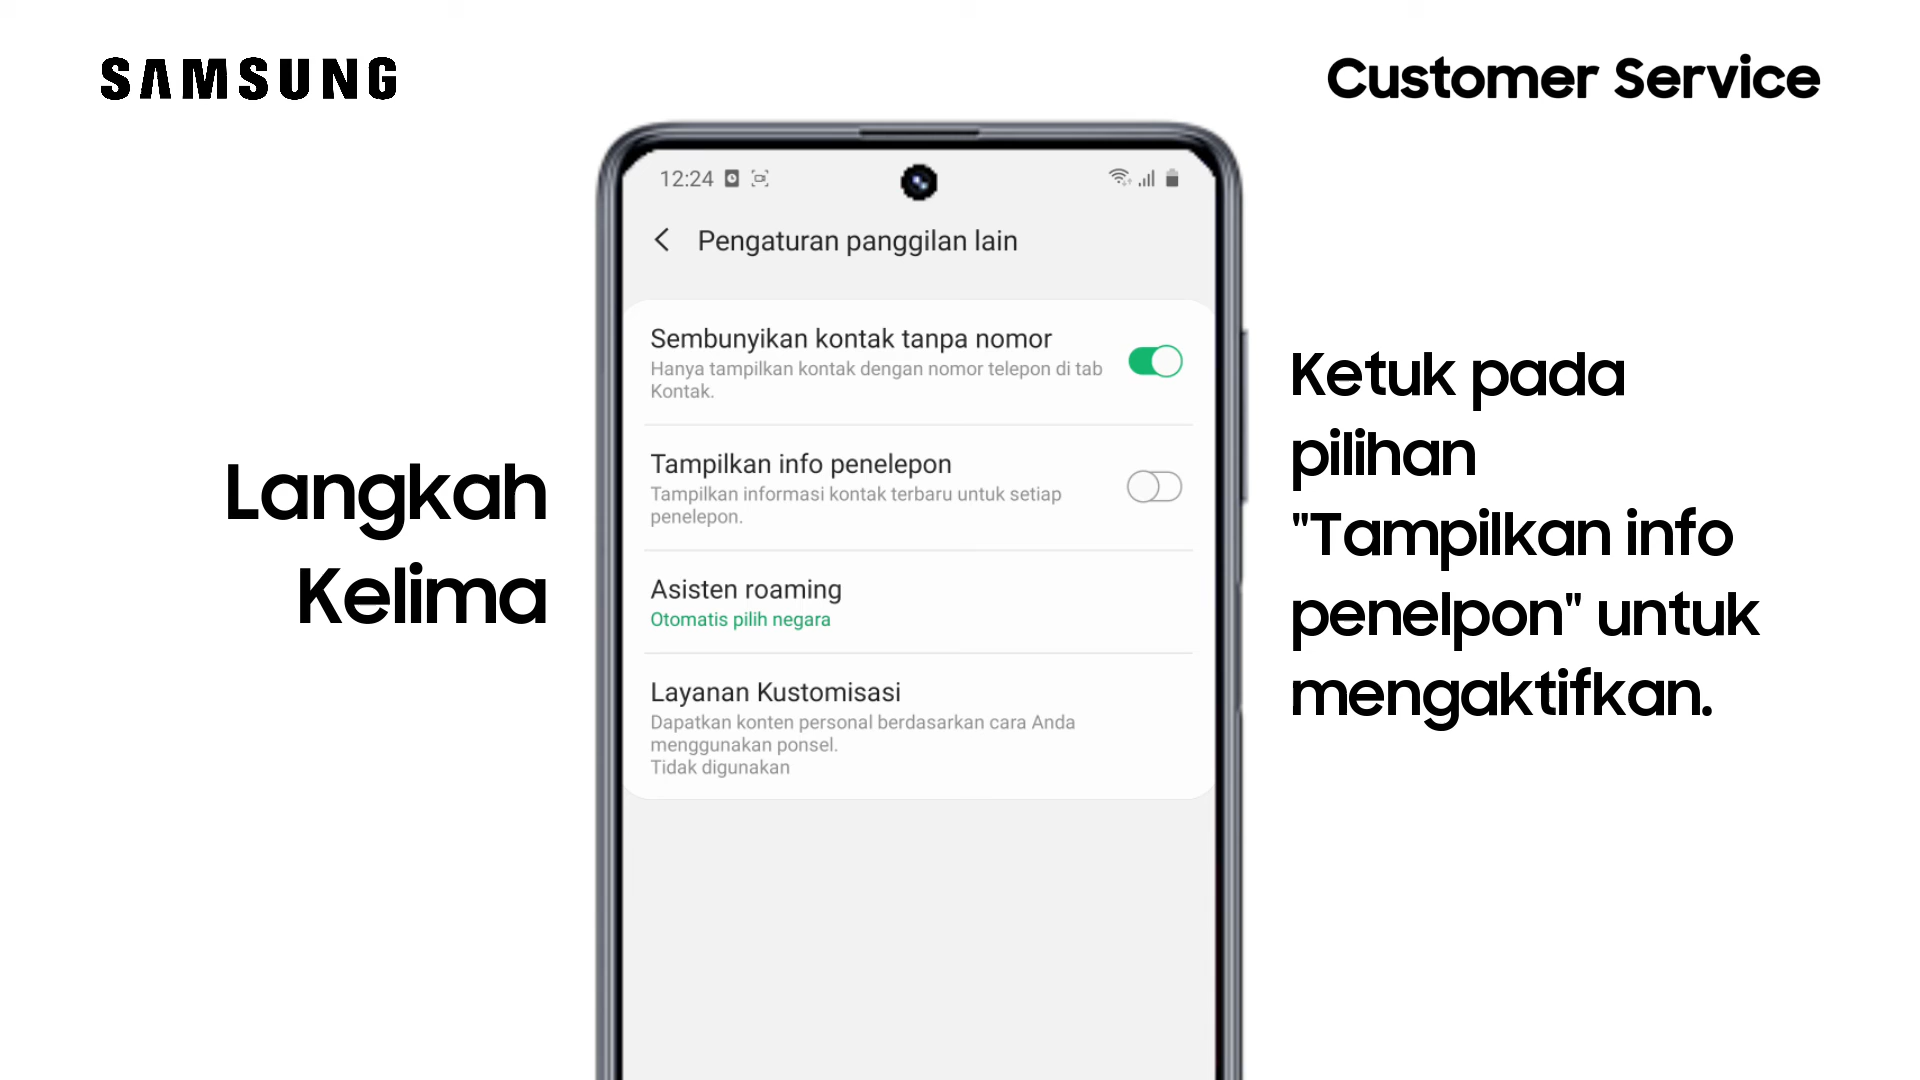 SAMSUNG
Customer Service
12:24
Pengaturan panggilan lain
Sembunyikan kontak tanpa nomor
Hanya tampilkan kontak dengan nomor telepon di tab
Kontak.
Tampilkan info penelepon
Tampilkan informasi kontak terbaru untuk setiap
penelepon.
Asisten roaming
Otomatis pilih negara
Layanan Kustomisasi
Dapatkan konten personal berdasarkan cara Anda
menggunakan ponsel.
Tidak digunakan
Langkah
Kelima
Ketuk pada
pilihan
"Tampilkan info
penelpon" untuk
mengaktifkan.